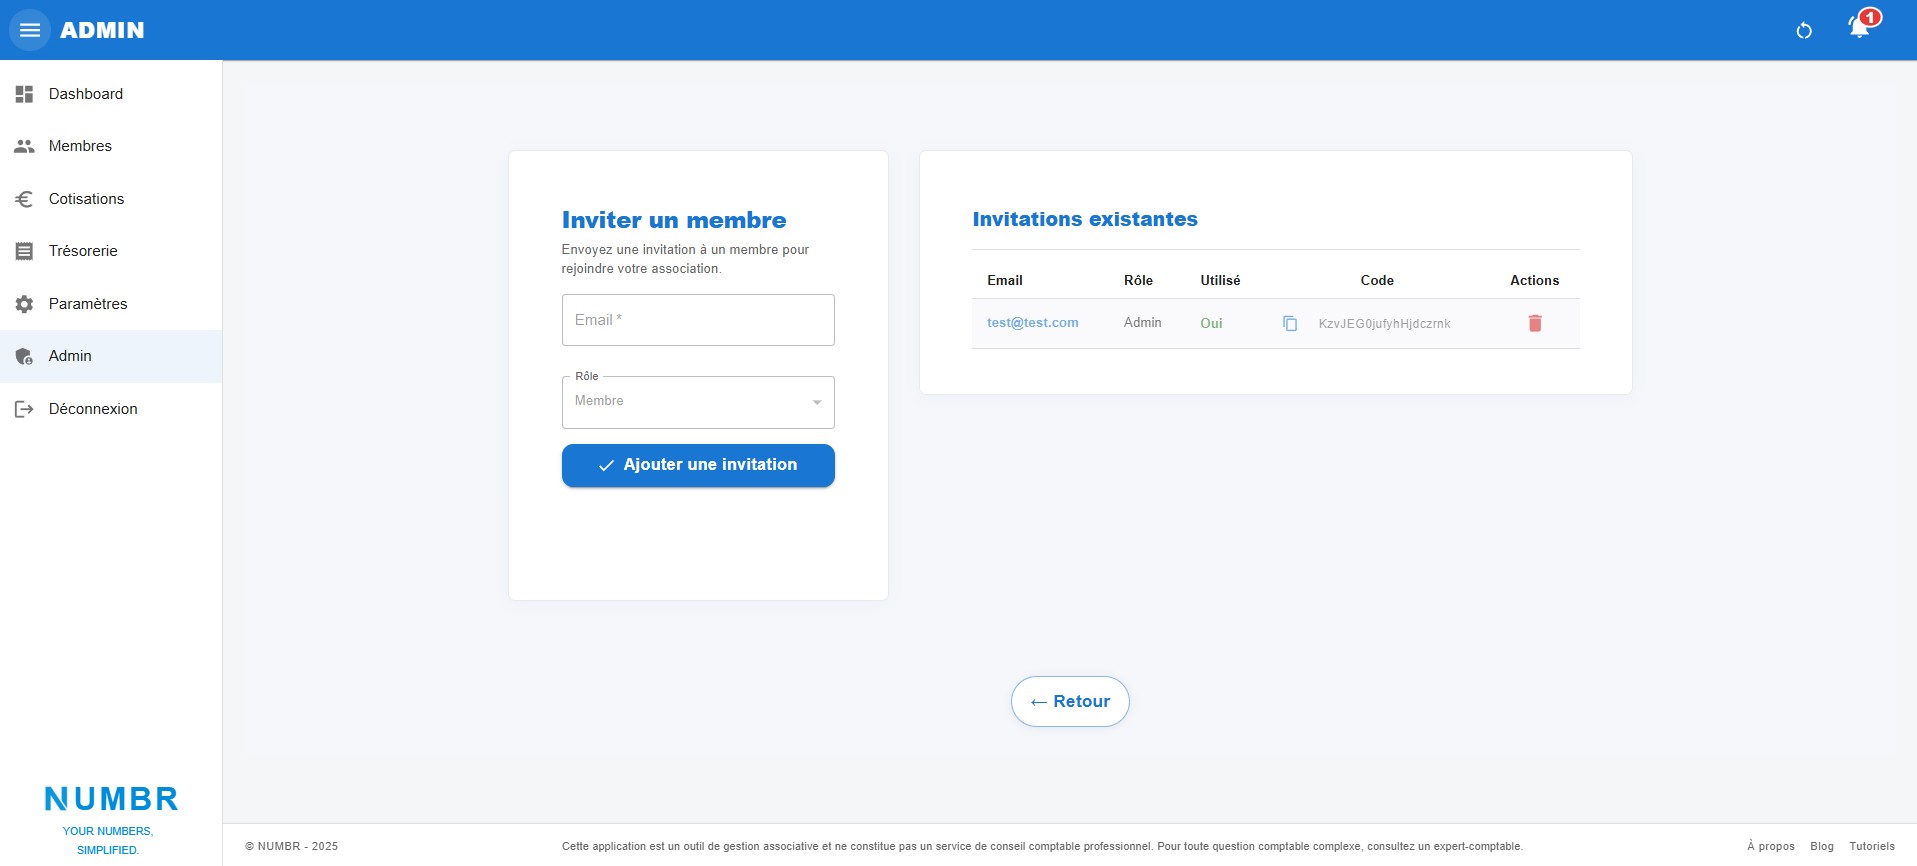 ADMIN
1
Dashboard
Membres
Cotisations
Trésorerie
Paramètres
Admin
Déconnexion
NUMBR
YOUR NUMBERS,
SIMPLIFIED.
Inviter un membre
Envoyez une invitation à un membre pour
rejoindre votre association.
Email *
Rôle
Membre
Ajouter une invitation
Invitations existantes
Email Rôle Utilisé Code Actions
test@test.com Admin Oui KzvJEG0jufyhHjdczrnk
← Retour
© NUMBR - 2025
Cette application est un outil de gestion associative et ne constitue pas un service de conseil comptable professionnel. Pour toute question comptable complexe, consultez un expert-comptable.
À propos Blog Tutoriels